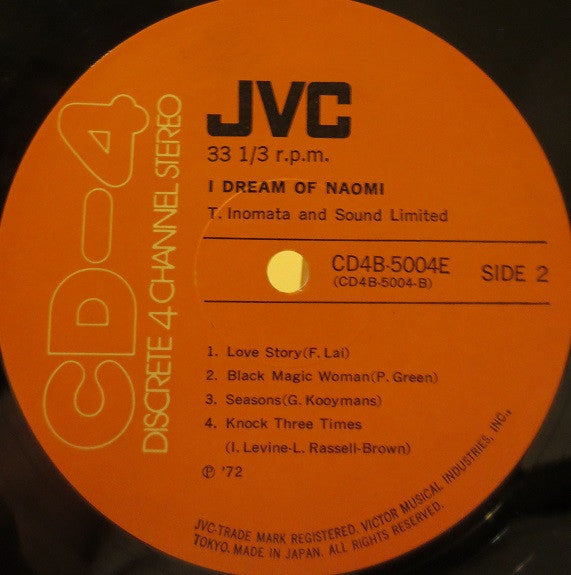 CD-4
DISCRETE 4 CHANNEL STEREO
JVC
33 1/3 r.p.m.
I DREAM OF NAOMI
T. Inomata and Sound Limited
CD4B-5004E
(CD4B-5004-B)
SIDE 2
1. Love Story(F. Lai)
2. Black Magic Woman(P. Green)
3. Seasons(G. Kooymans)
4. Knock Three Times
(I. Levine-L. Rassell-Brown)
℗ '72
JVC-TRADE MARK REGISTERED. VICTOR MUSICAL INDUSTRIES, INC.,
TOKYO. MADE IN JAPAN. ALL RIGHTS RESERVED.